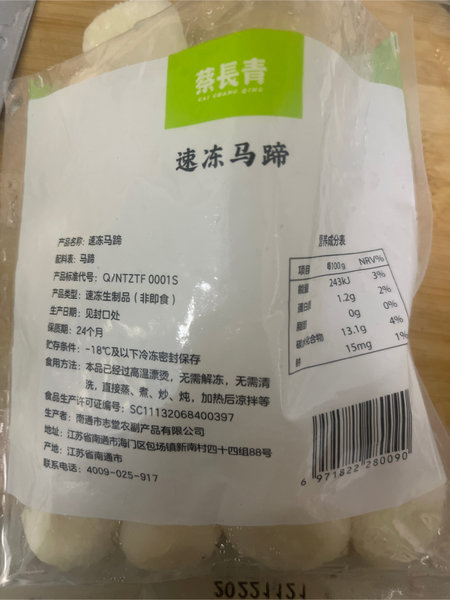 蔡長青
CAI CHANG QING
速冻马蹄
产品名称：速冻马蹄
配料表：马蹄
产品标准代号：Q/NTZTF 0001S
产品类型：速冻生制品（非即食）
生产日期：见封口处
保质期：24个月
贮存条件：-18℃及以下冷冻密封保存
食用方法：本品已经过高温漂烫，无需解冻，无需清
洗，直接蒸、煮、炒、炖，加热后凉拌等
食品生产许可证编号：SC11132068400397
生产者：南通市志堂农副产品有限公司
地址：江苏省南通市海门区包场镇新南村四十四组88号
产地：江苏省南通市
联系电话：4009-025-917
营养成分表
项目 每100g NRV%
能量 243kJ 3%
蛋白质 1.2g 2%
脂肪 0g 0%
碳水化合物 13.1g 4%
钠 15mg 1%
6 971822 280090
20221121